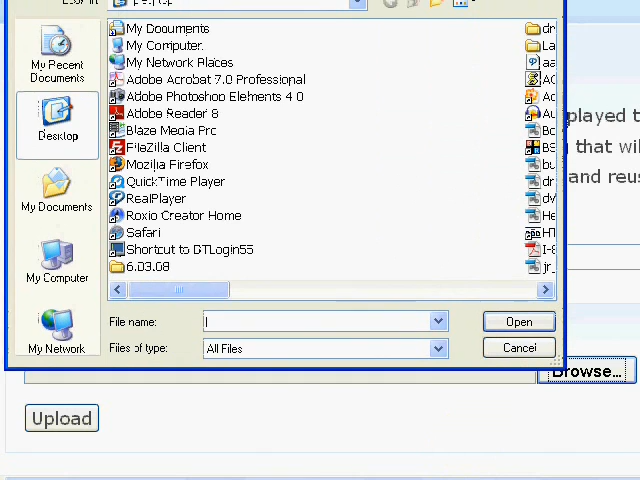 My Recent
Documents
Desktop
My Documents
My Computer
My Network
My Documents
My Computer
My Network Places
Adobe Acrobat 7.0 Professional
Adobe Photoshop Elements 4.0
Adobe Reader 8
Blaze Media Pro
FileZilla Client
Mozilla Firefox
QuickTime Player
RealPlayer
Roxio Creator Home
Safari
Shortcut to GTLogin55
6.03.08
File name:
Open
Files of type:
All Files
Cancel
played t
that wil
and reus
Browse...
Upload